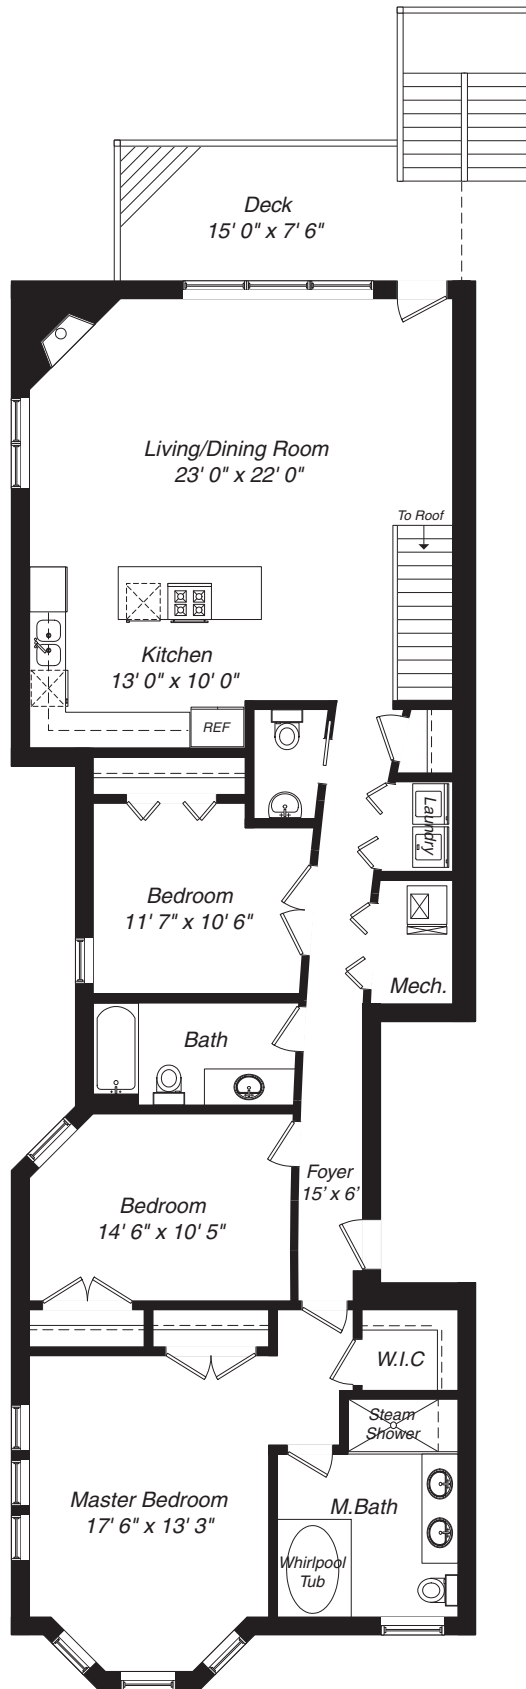 Deck
15' 0" x 7' 6"
Living/Dining Room
23' 0" x 22' 0"
To Roof
Kitchen
13' 0" x 10' 0"
REF
Laundry
Bedroom
11' 7" x 10' 6"
Mech.
Bath
Foyer
15’ x 6’
Bedroom
14' 6" x 10' 5"
W.I.C
Steam
Shower
Master Bedroom
17' 6" x 13' 3"
M.Bath
Whirlpool
Tub